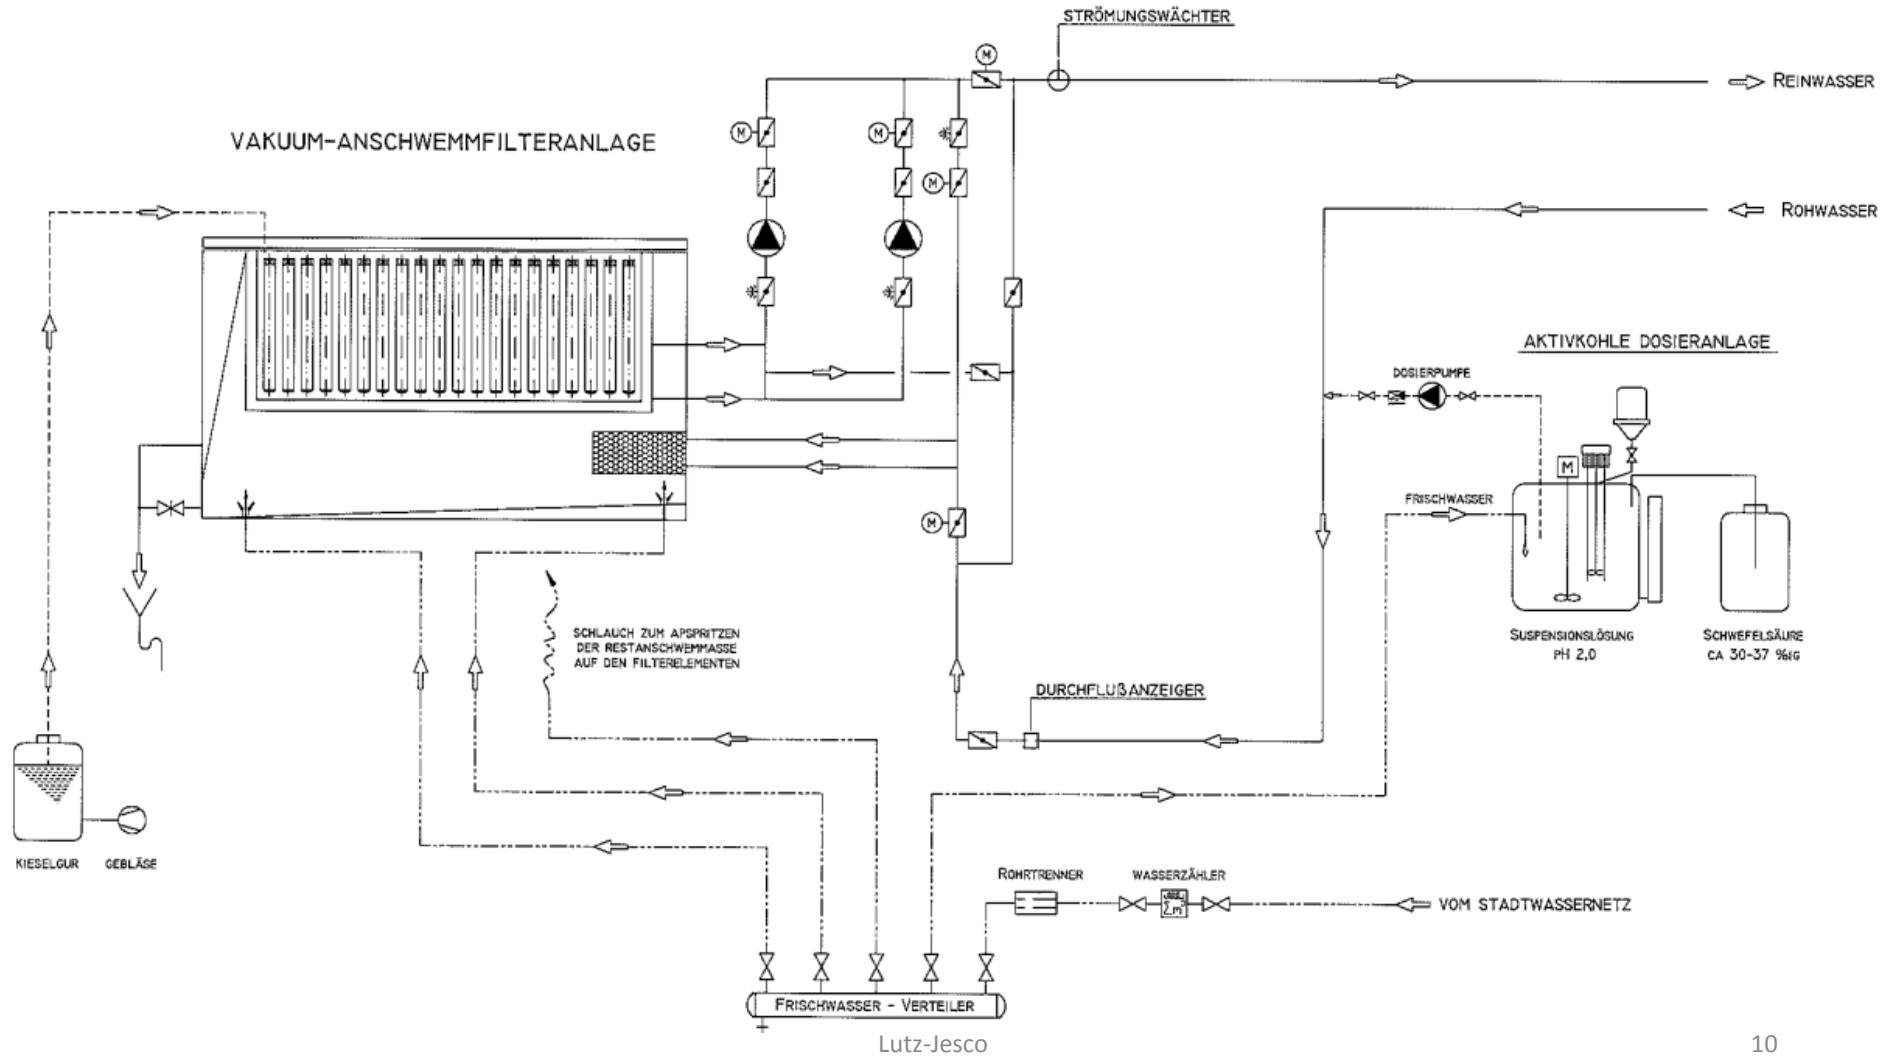 STRÖMUNGSWÄCHTER
M
REINWASSER
VAKUUM-ANSCHWEMMFILTERANLAGE
M
M
M
ROHWASSER
AKTIVKOHLE DOSIERANLAGE
DOSIERPUMPE
M
FRISCHWASSER
M
SCHLAUCH ZUM APSPRITZEN
DER RESTANSCHWEMMASSE
AUF DEN FILTERELEMENTEN
SUSPENSIONSLÖSUNG
PH 2,0
SCHWEFELSÄURE
CA 30-37 %IG
DURCHFLUßANZEIGER
KIESELGUR
GEBLÄSE
ROHRTRENNER
WASSERZÄHLER
Σm³
VOM STADTWASSERNETZ
FRISCHWASSER - VERTEILER
Lutz-Jesco
10